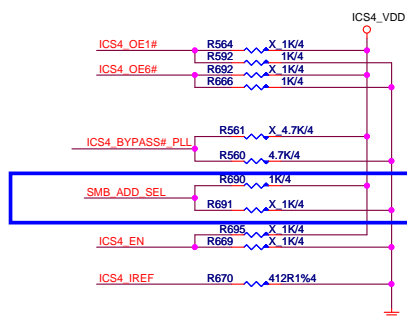 ICS4_VDD
ICS4_OE1# R564 X_1K/4
R592 1K/4
ICS4_OE6# R692 X_1K/4
R666 1K/4
R561 X_4.7K/4
ICS4_BYPASS#_PLL
R560 4.7K/4
R690 1K/4
SMB_ADD_SEL
R691 X_1K/4
R695 X_1K/4
ICS4_EN R669 X_1K/4
ICS4_IREF R670 412R1%4